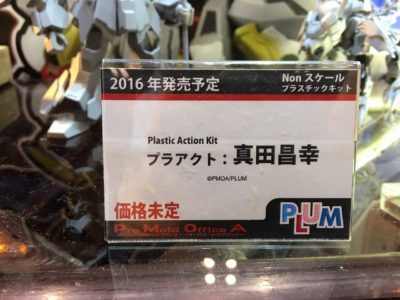 2016年発売予定
Non スケール
プラスチックキット
Plastic Action Kit
プラアクト：真田昌幸
©PMOA/PLUM
価格未定
PLUM
Pro Mold Office A